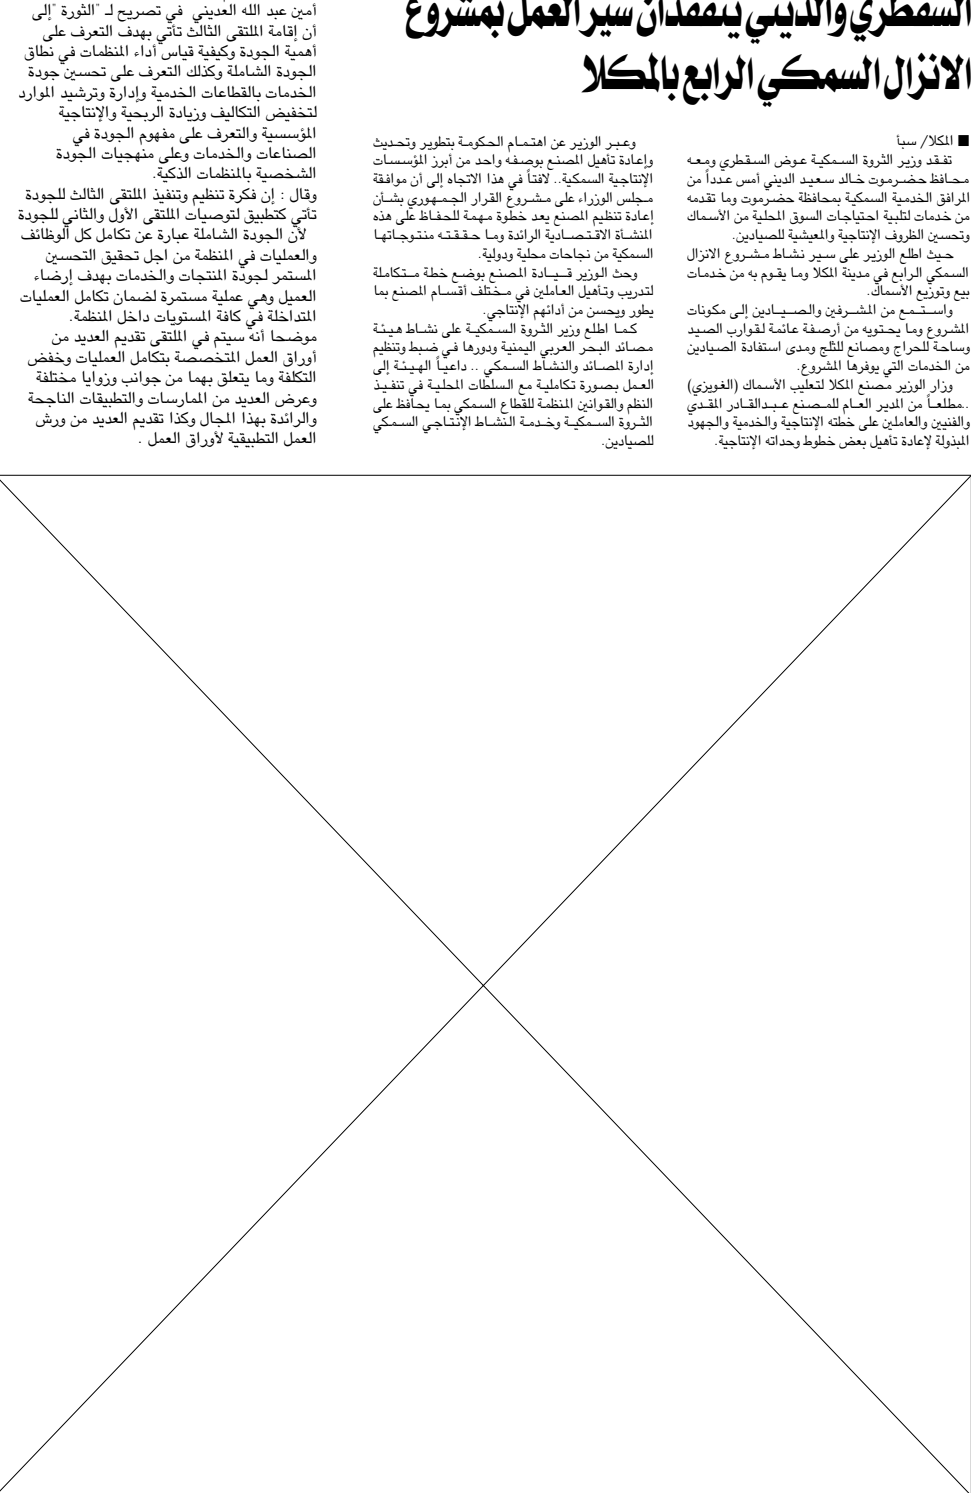 السقطري والديني يتفقدان سير العمل بمشروع
الانزال السمكي الرابع بالمكلا
■ المكلا/ سبأ
تفقد وزير الثروة السمكية عوض السقطري ومعه
محافظ حضرموت خالد سعيد الديني أمس عدداً من
المرافق الخدمية السمكية بمحافظة حضرموت وما تقدمه
من خدمات لتلبية احتياجات السوق المحلية من الأسماك
وتحسين الظروف الإنتاجية والمعيشية للصيادين.
حيث اطلع الوزير على سير نشاط مشروع الانزال
السمكي الرابع في مدينة المكلا وما يقوم به من خدمات
بيع وتوزيع الأسماك.
واستمع من المشرفين والصيادين إلى مكونات
المشروع وما يحتويه من أرصفة عائمة لقوارب الصيد
وساحة للحراج ومصانع للثلج ومدى استفادة الصيادين
من الخدمات التي يوفرها المشروع.
وزار الوزير مصنع المكلا لتعليب الأسماك (الغويزي)
..مطلعاً من المدير العام للمصنع عبدالقادر المقدي
والفنيين والعاملين على خطته الإنتاجية والخدمية والجهود
المبذولة لإعادة تأهيل بعض خطوط وحداته الإنتاجية.
وعبر الوزير عن اهتمام الحكومة بتطوير وتحديث
وإعادة تأهيل المصنع بوصفه واحد من أبرز المؤسسات
الإنتاجية السمكية.. لافتاً في هذا الاتجاه إلى أن موافقة
مجلس الوزراء على مشروع القرار الجمهوري بشأن
إعادة تنظيم المصنع يعد خطوة مهمة للحفاظ على هذه
المنشأة الاقتصادية الرائدة وما حققته منتوجاتها
السمكية من نجاحات محلية ودولية.
وحث الوزير قيادة المصنع بوضع خطة متكاملة
لتدريب وتأهيل العاملين في مختلف أقسام المصنع بما
يطور ويحسن من أدائهم الإنتاجي.
كما اطلع وزير الثروة السمكية على نشاط هيئة
مصائد البحر العربي اليمنية ودورها في ضبط وتنظيم
إدارة المصائد والنشاط السمكي .. داعياً الهيئة إلى
العمل بصورة تكاملية مع السلطات المحلية في تنفيذ
النظم والقوانين المنظمة للقطاع السمكي بما يحافظ على
الثروة السمكية وخدمة النشاط الإنتاجي السمكي
للصيادين.
أمين عبد الله العديني في تصريح لـ "الثورة "إلى
أن إقامة الملتقى الثالث تأتي بهدف التعرف على
أهمية الجودة وكيفية قياس أداء المنظمات في نطاق
الجودة الشاملة وكذلك التعرف على تحسين جودة
الخدمات بالقطاعات الخدمية وإدارة وترشيد الموارد
لتخفيض التكاليف وزيادة الربحية والإنتاجية
المؤسسية والتعرف على مفهوم الجودة في
الصناعات والخدمات وعلى منهجيات الجودة
الشخصية بالمنظمات الذكية.
وقال : إن فكرة تنظيم وتنفيذ الملتقى الثالث للجودة
تأتي كتطبيق لتوصيات الملتقى الأول والثاني للجودة
لأن الجودة الشاملة عبارة عن تكامل كل الوظائف
والعمليات في المنظمة من اجل تحقيق التحسين
المستمر لجودة المنتجات والخدمات بهدف إرضاء
العميل وهي عملية مستمرة لضمان تكامل العمليات
المتداخلة في كافة المستويات داخل المنظمة.
موضحا أنه سيتم في الملتقى تقديم العديد من
أوراق العمل المتخصصة بتكامل العمليات وخفض
التكلفة وما يتعلق بهما من جوانب وزوايا مختلفة
وعرض العديد من الممارسات والتطبيقات الناجحة
والرائدة بهذا المجال وكذا تقديم العديد من ورش
العمل التطبيقية لأوراق العمل .